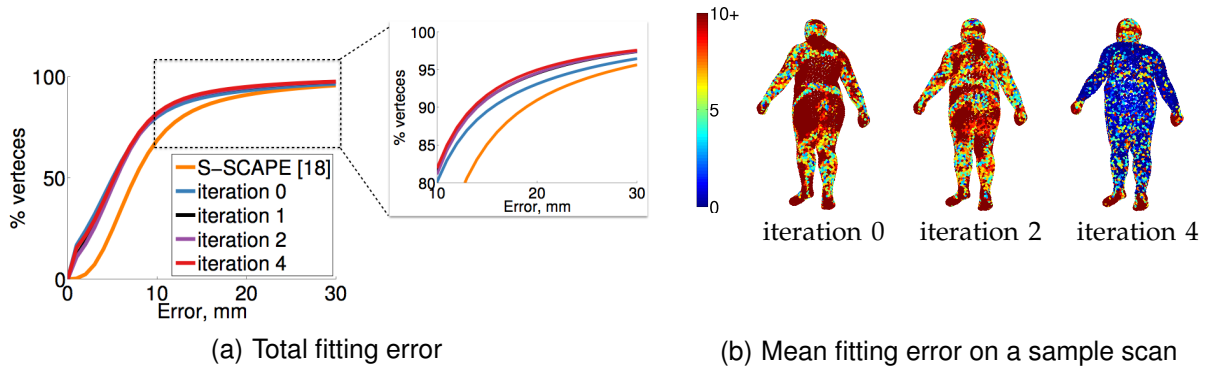 100
50
0
% verteces
0 10 20 30
Error, mm
S-SCAPE [18]
iteration 0
iteration 1
iteration 2
iteration 4
100
95
90
85
80
% verteces
10 20 30
Error, mm
(a) Total fitting error
10+
5
0
iteration 0 iteration 2 iteration 4
(b) Mean fitting error on a sample scan